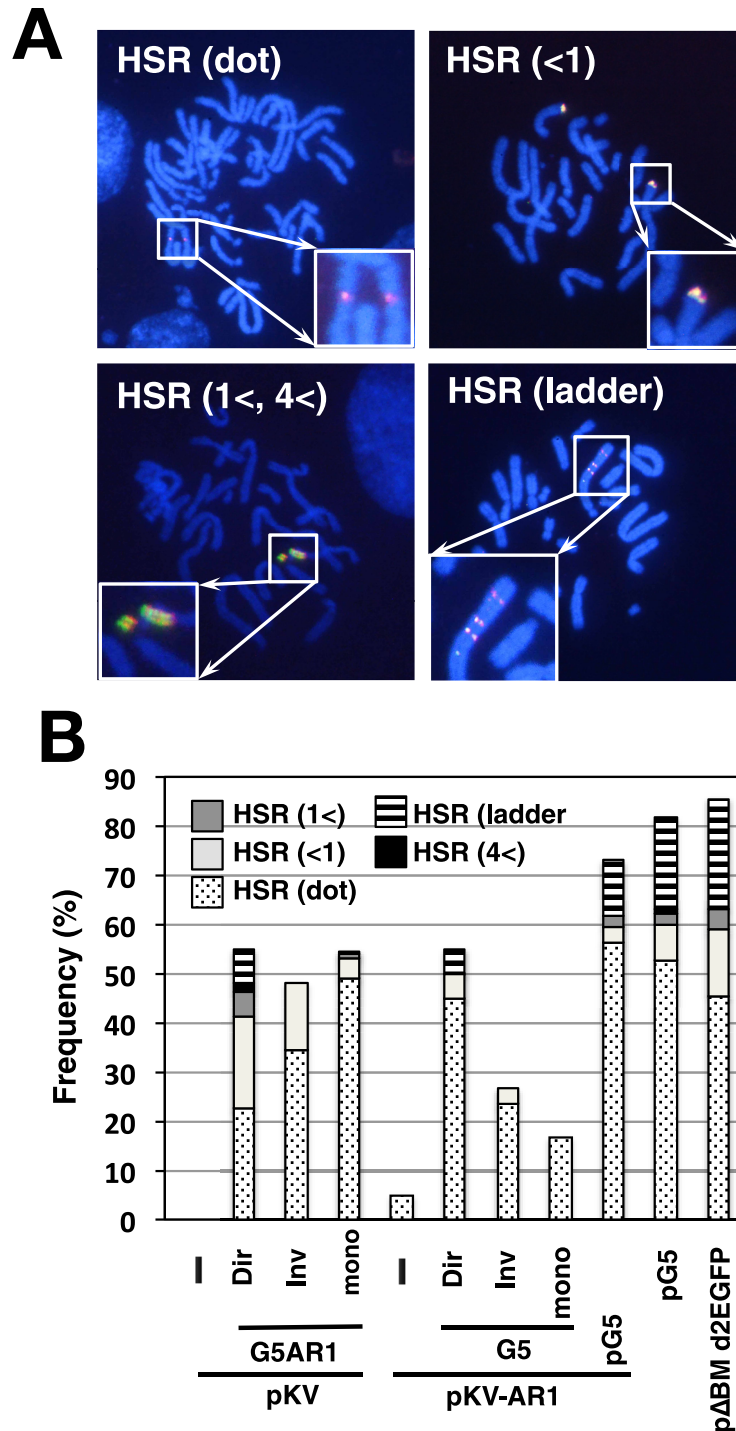 A
HSR (dot)
HSR (<1)
HSR (1<, 4<)
HSR (ladder)
B
Frequency (%)
90
80
70
60
50
40
30
20
10
0
HSR (1<)
HSR (ladder
HSR (<1)
HSR (4<)
HSR (dot)
–
Dir
Inv
mono
–
Dir
Inv
mono
pG5
pG5
pΔBM d2EGFP
G5AR1
G5
pKV
pKV-AR1